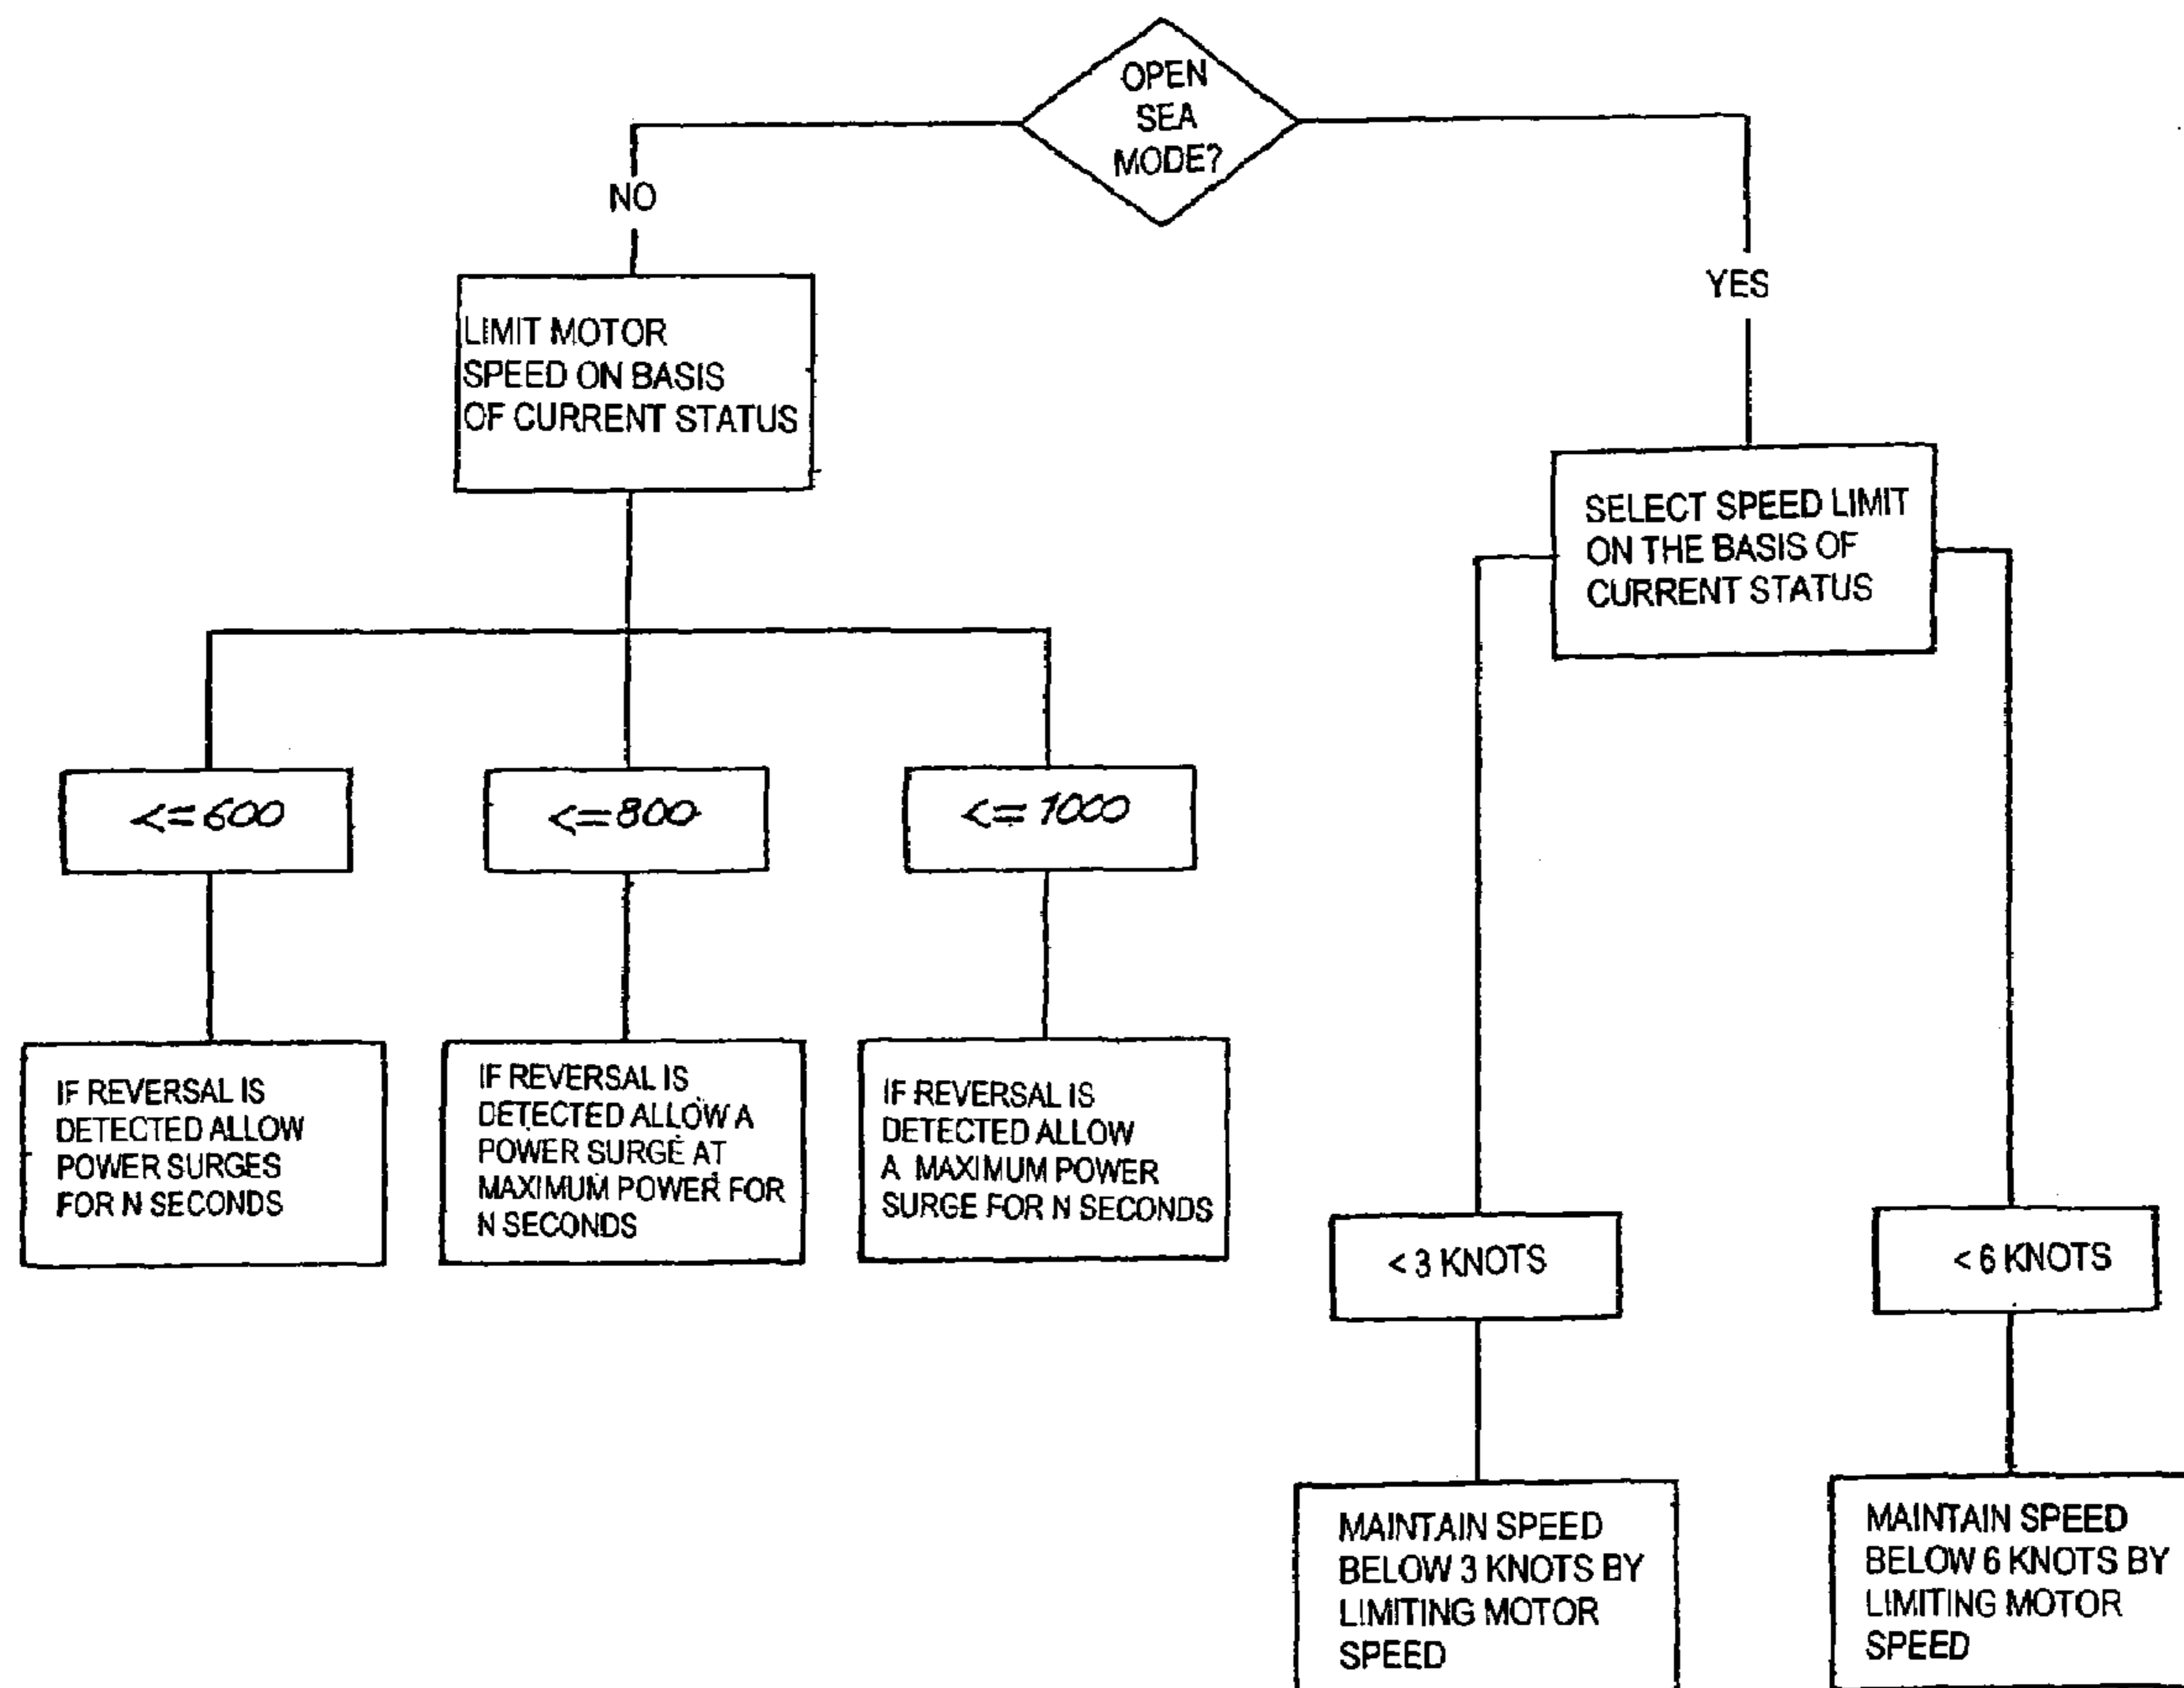 OPEN
SEA
MODE?
NO
YES
LIMIT MOTOR
SPEED ON BASIS
OF CURRENT STATUS
SELECT SPEED LIMIT
ON THE BASIS OF
CURRENT STATUS
<=600
<=800
<=1000
IF REVERSAL IS
DETECTED ALLOW
POWER SURGES
FOR N SECONDS
IF REVERSAL IS
DETECTED ALLOW A
POWER SURGE AT
MAXIMUM POWER FOR
N SECONDS
IF REVERSAL IS
DETECTED ALLOW
A MAXIMUM POWER
SURGE FOR N SECONDS
< 3 KNOTS
< 6 KNOTS
MAINTAIN SPEED
BELOW 3 KNOTS BY
LIMITING MOTOR
SPEED
MAINTAIN SPEED
BELOW 6 KNOTS BY
LIMITING MOTOR
SPEED